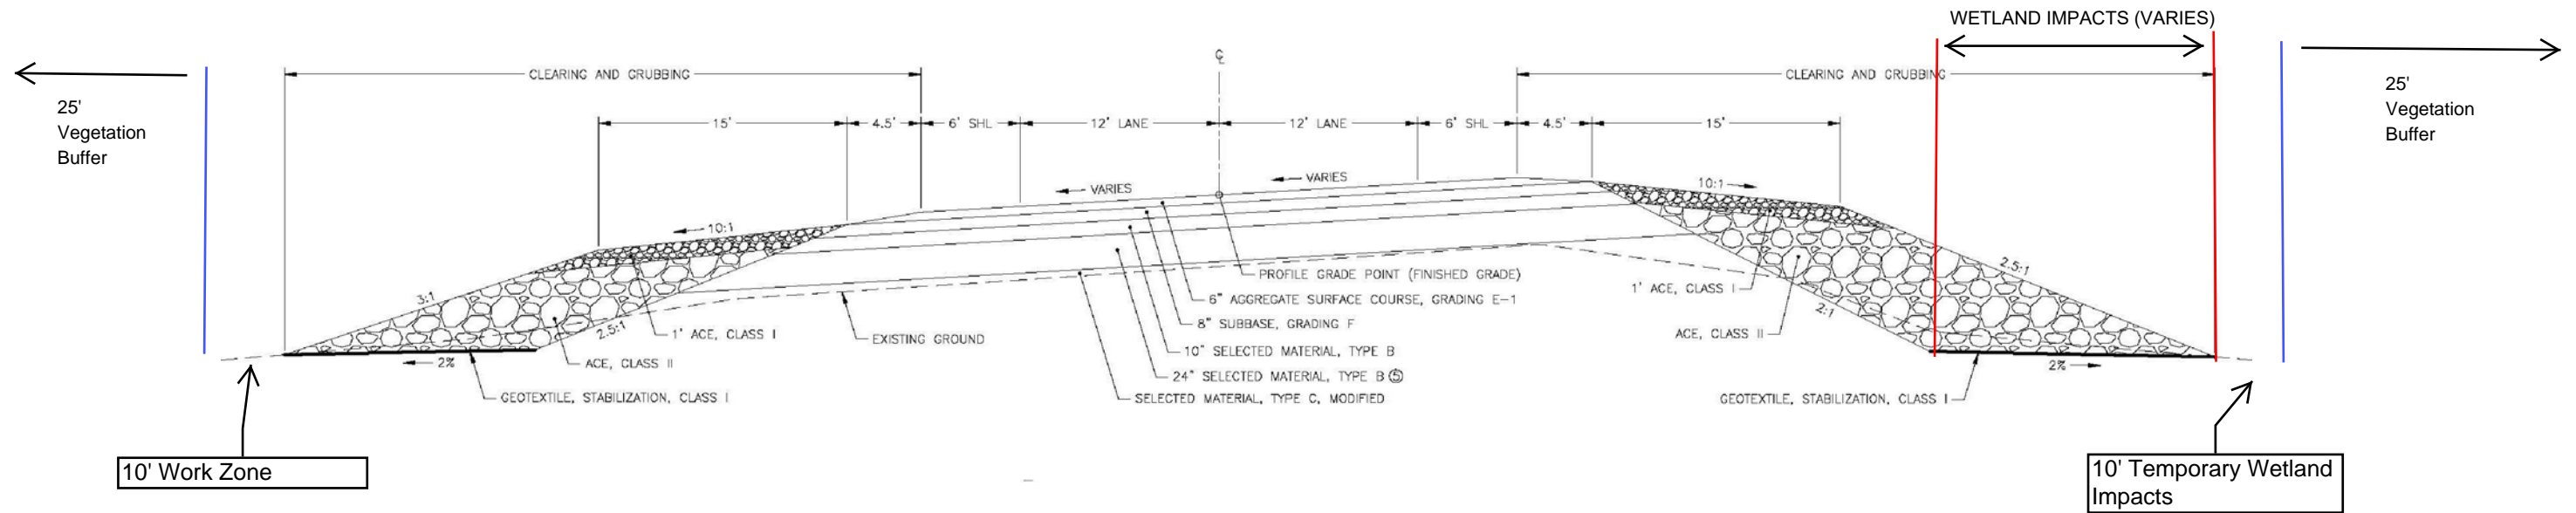 WETLAND IMPACTS (VARIES)
℄
CLEARING AND GRUBBING
CLEARING AND GRUBBING
25'
Vegetation
Buffer
25'
Vegetation
Buffer
15'
4.5'
6' SHL
12' LANE
12' LANE
6' SHL
4.5'
15'
VARIES
VARIES
10:1
10:1
3:1
2.5:1
2.5:1
2:1
PROFILE GRADE POINT (FINISHED GRADE)
6" AGGREGATE SURFACE COURSE, GRADING E-1
8" SUBBASE, GRADING F
10" SELECTED MATERIAL, TYPE B
24" SELECTED MATERIAL, TYPE B ⑤
SELECTED MATERIAL, TYPE C, MODIFIED
1' ACE, CLASS I
EXISTING GROUND
ACE, CLASS II
2%
GEOTEXTILE, STABILIZATION, CLASS I
1' ACE, CLASS I
ACE, CLASS II
2%
GEOTEXTILE, STABILIZATION, CLASS I
10' Work Zone
10' Temporary Wetland
Impacts